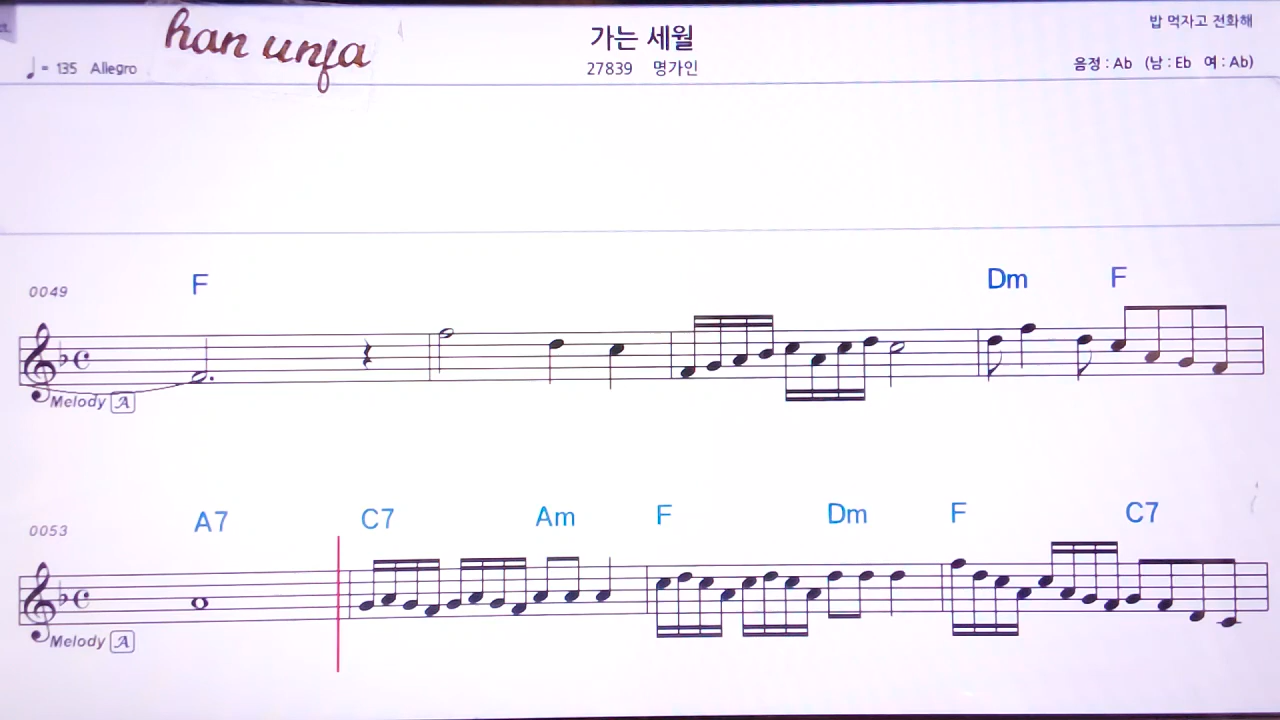 han unfa
가는 세월
밥 먹자고 전화해
♩= 135 Allegro
27839 명가인
음정 : Ab (남 : Eb 여 : Ab)
F Dm F
0049
Melody A
A7 C7 Am F Dm F C7
0053
Melody A